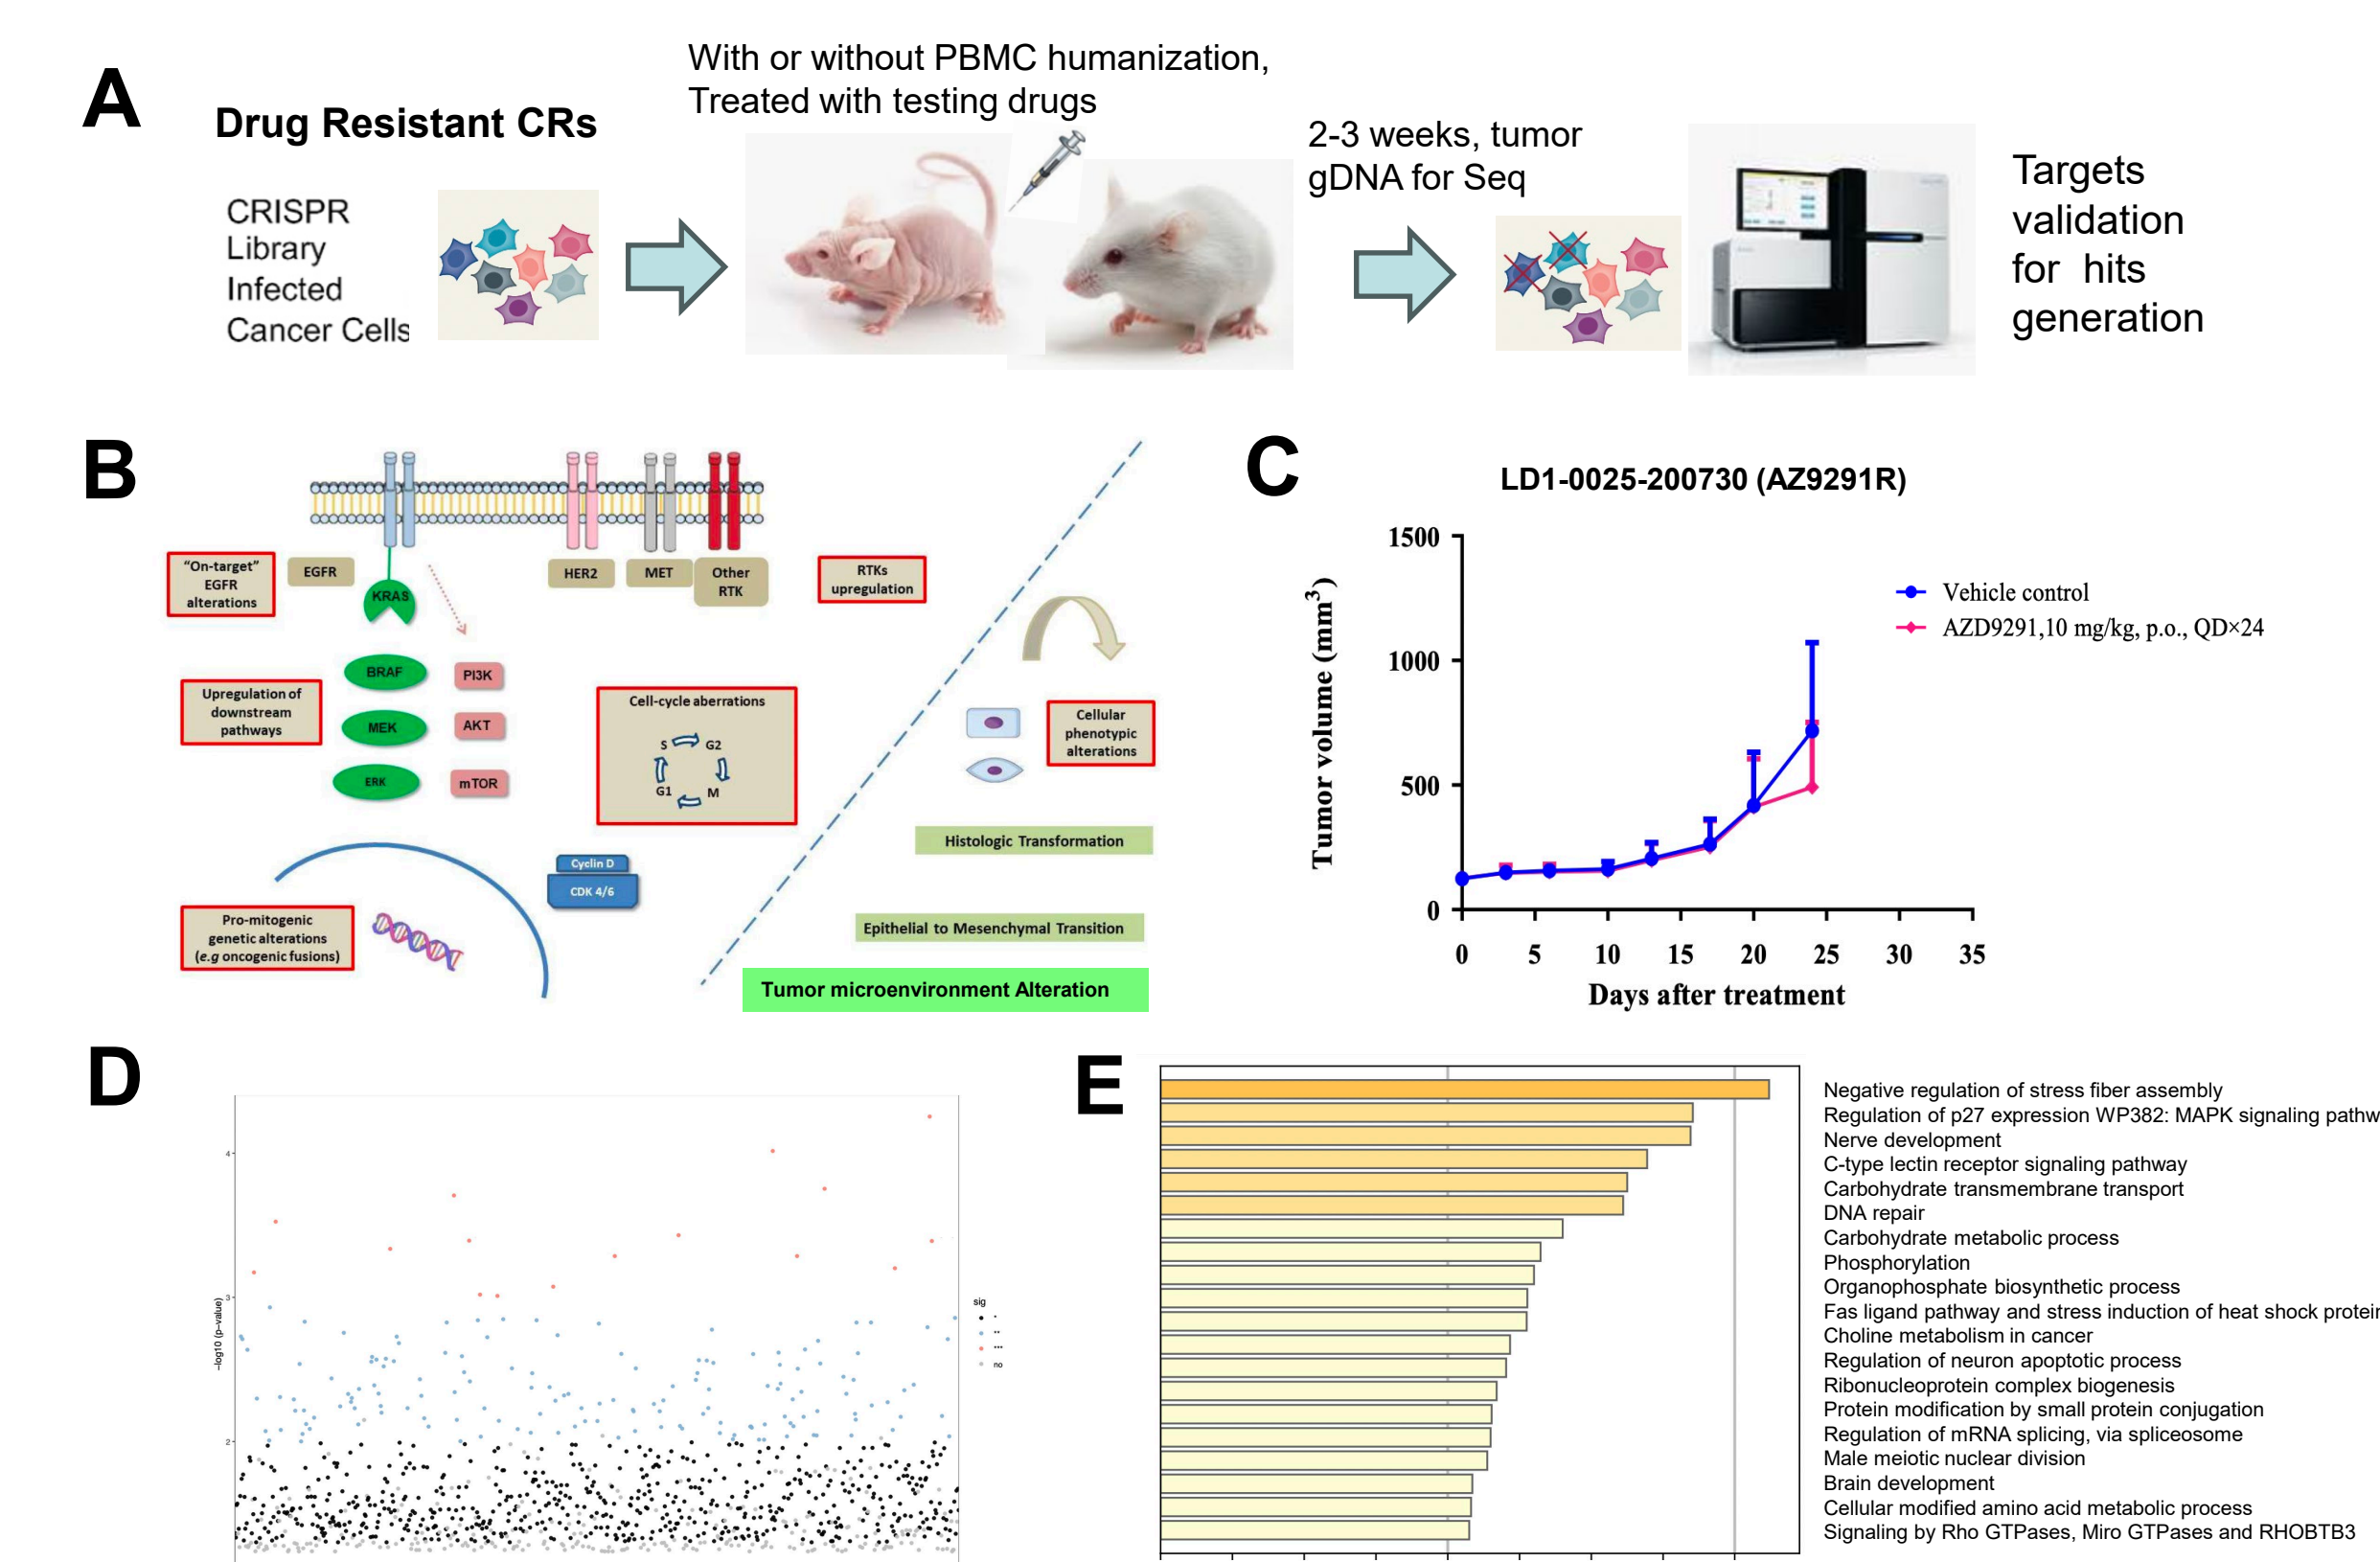 A
Drug Resistant CRs
CRISPR
Library
Infected
Cancer Cells
With or without PBMC humanization,
Treated with testing drugs
2-3 weeks, tumor
gDNA for Seq
Targets
validation
for hits
generation
B
"On-target"
EGFR
alterations
EGFR
KRAS
HER2
MET
Other
RTK
RTKs
upregulation
Upregulation of
downstream
pathways
BRAF
MEK
ERK
PI3K
AKT
mTOR
Cell-cycle aberrations
S
G2
G1
M
Cellular
phenotypic
alterations
Histologic Transformation
Cyclin D
CDK 4/6
Pro-mitogenic
genetic alterations
(e.g oncogenic fusions)
Epithelial to Mesenchymal Transition
Tumor microenvironment Alteration
C
LD1-0025-200730 (AZ9291R)
Tumor volume (mm³)
1500
1000
500
0
0 5 10 15 20 25 30 35
Days after treatment
Vehicle control
AZD9291,10 mg/kg, p.o., QD×24
D
−log10 (p−value)
4
3
2
sig
*
**
***
no
E
Negative regulation of stress fiber assembly
Regulation of p27 expression WP382: MAPK signaling pathw
Nerve development
C-type lectin receptor signaling pathway
Carbohydrate transmembrane transport
DNA repair
Carbohydrate metabolic process
Phosphorylation
Organophosphate biosynthetic process
Fas ligand pathway and stress induction of heat shock protein
Choline metabolism in cancer
Regulation of neuron apoptotic process
Ribonucleoprotein complex biogenesis
Protein modification by small protein conjugation
Regulation of mRNA splicing, via spliceosome
Male meiotic nuclear division
Brain development
Cellular modified amino acid metabolic process
Signaling by Rho GTPases, Miro GTPases and RHOBTB3